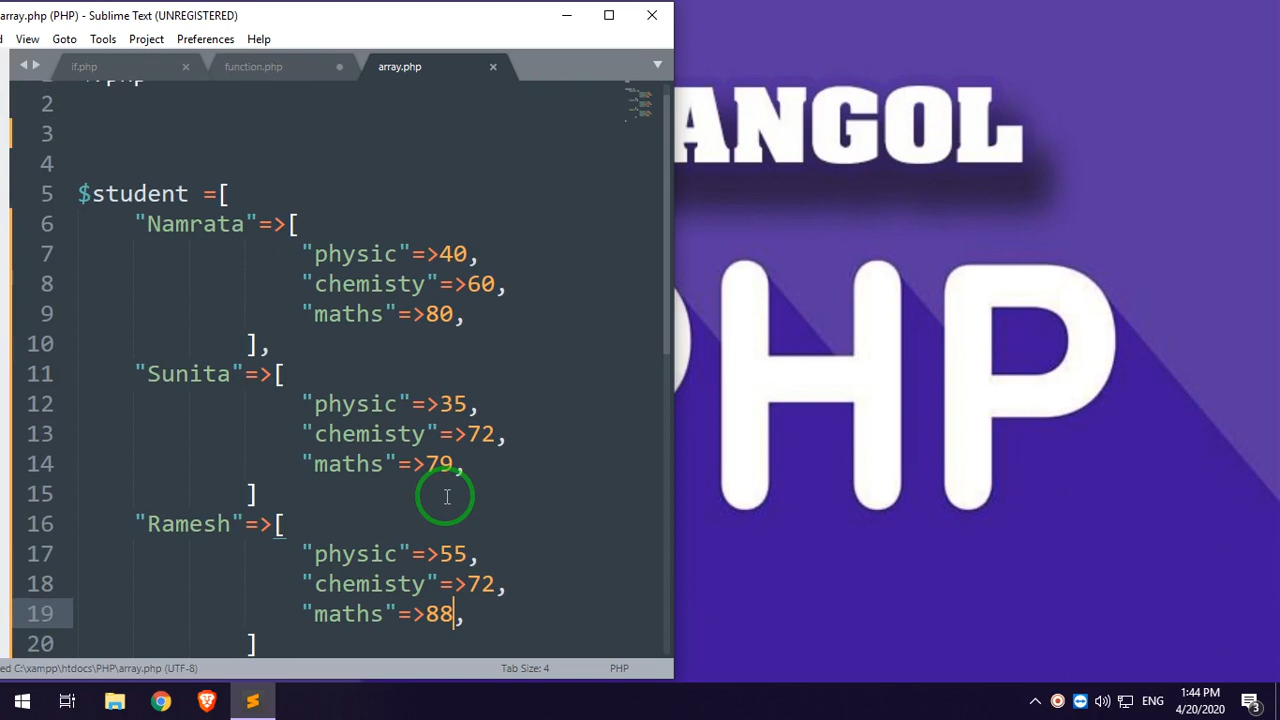 array.php (PHP) - Sublime Text (UNREGISTERED)
View Goto Tools Project Preferences Help
if.php function.php array.php
2
3
4
5 $student =[
6 "Namrata"=>[
7 "physic"=>40,
8 "chemisty"=>60,
9 "maths"=>80,
10 ],
11 "Sunita"=>[
12 "physic"=>35,
13 "chemisty"=>72,
14 "maths"=>79,
15 ]
16 "Ramesh"=>[
17 "physic"=>55,
18 "chemisty"=>72,
19 "maths"=>88,
20 ]
C:\xampp\htdocs\PHP\array.php (UTF-8) Tab Size: 4 PHP
ANGOL
PHP
ENG
1:44 PM
4/20/2020
3